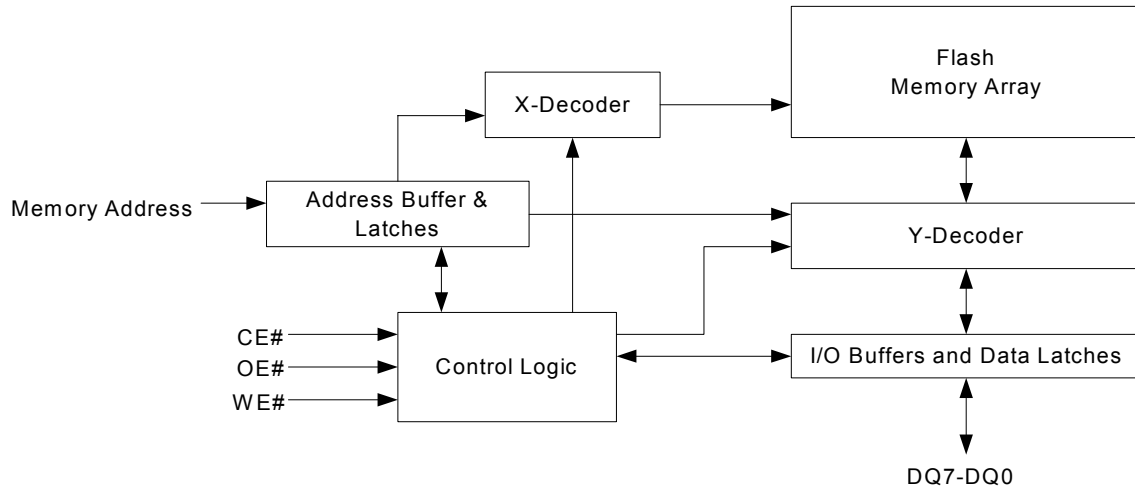 Flash
Memory Array
X-Decoder
Memory Address
Address Buffer &
Latches
Y-Decoder
CE#
OE#
WE#
Control Logic
I/O Buffers and Data Latches
DQ7-DQ0